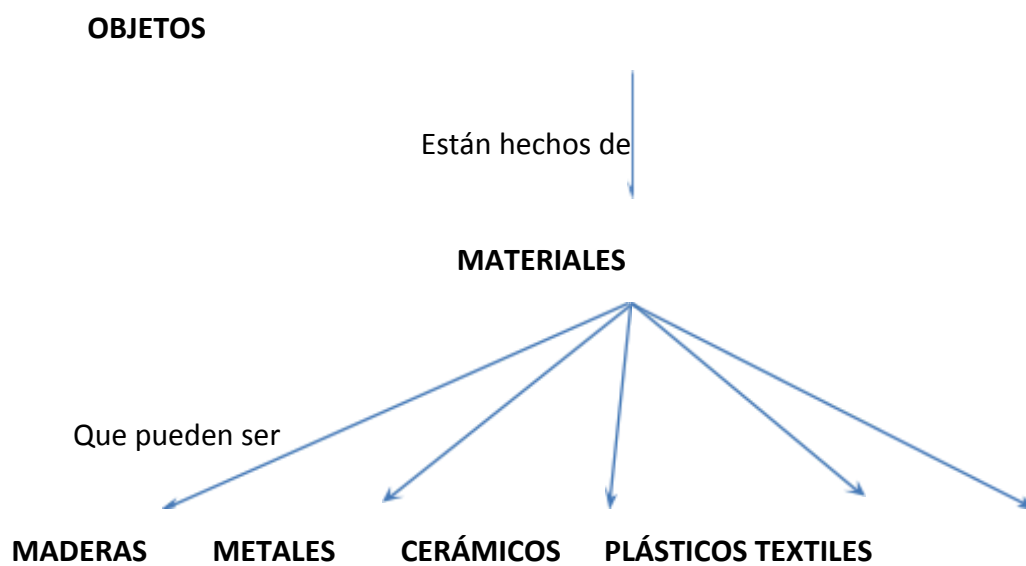 OBJETOS
Están hechos de
MATERIALES
Que pueden ser
MADERAS METALES CERÁMICOS PLÁSTICOS TEXTILES